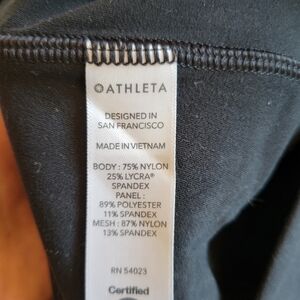 ATHLETA
DESIGNED IN
SAN FRANCISCO
MADE IN VIETNAM
BODY : 75% NYLON
25% LYCRA®
SPANDEX
PANEL :
89% POLYESTER
11% SPANDEX
MESH : 87% NYLON
13% SPANDEX
RN 54023
Certified